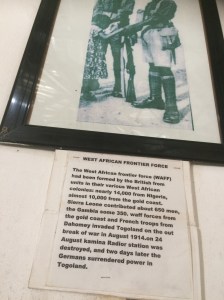 WEST AFRICAN FRONTIER FORCE
The West African frontier force (WAFF)
had been formed by the British from
units in their various West African
colonies: nearly 14,000 from Nigeria,
almost 10,000 from the gold coast.
Sierra Leone contributed about 650 men,
the Gambia some 350. waff forces from
the gold coast and French troops from
Dahomey invaded Togoland on the out
break of war in August 1914.on 24
August kamina Radior station was
destroyed, and two days later the
Germans surrendered power in
Togoland.